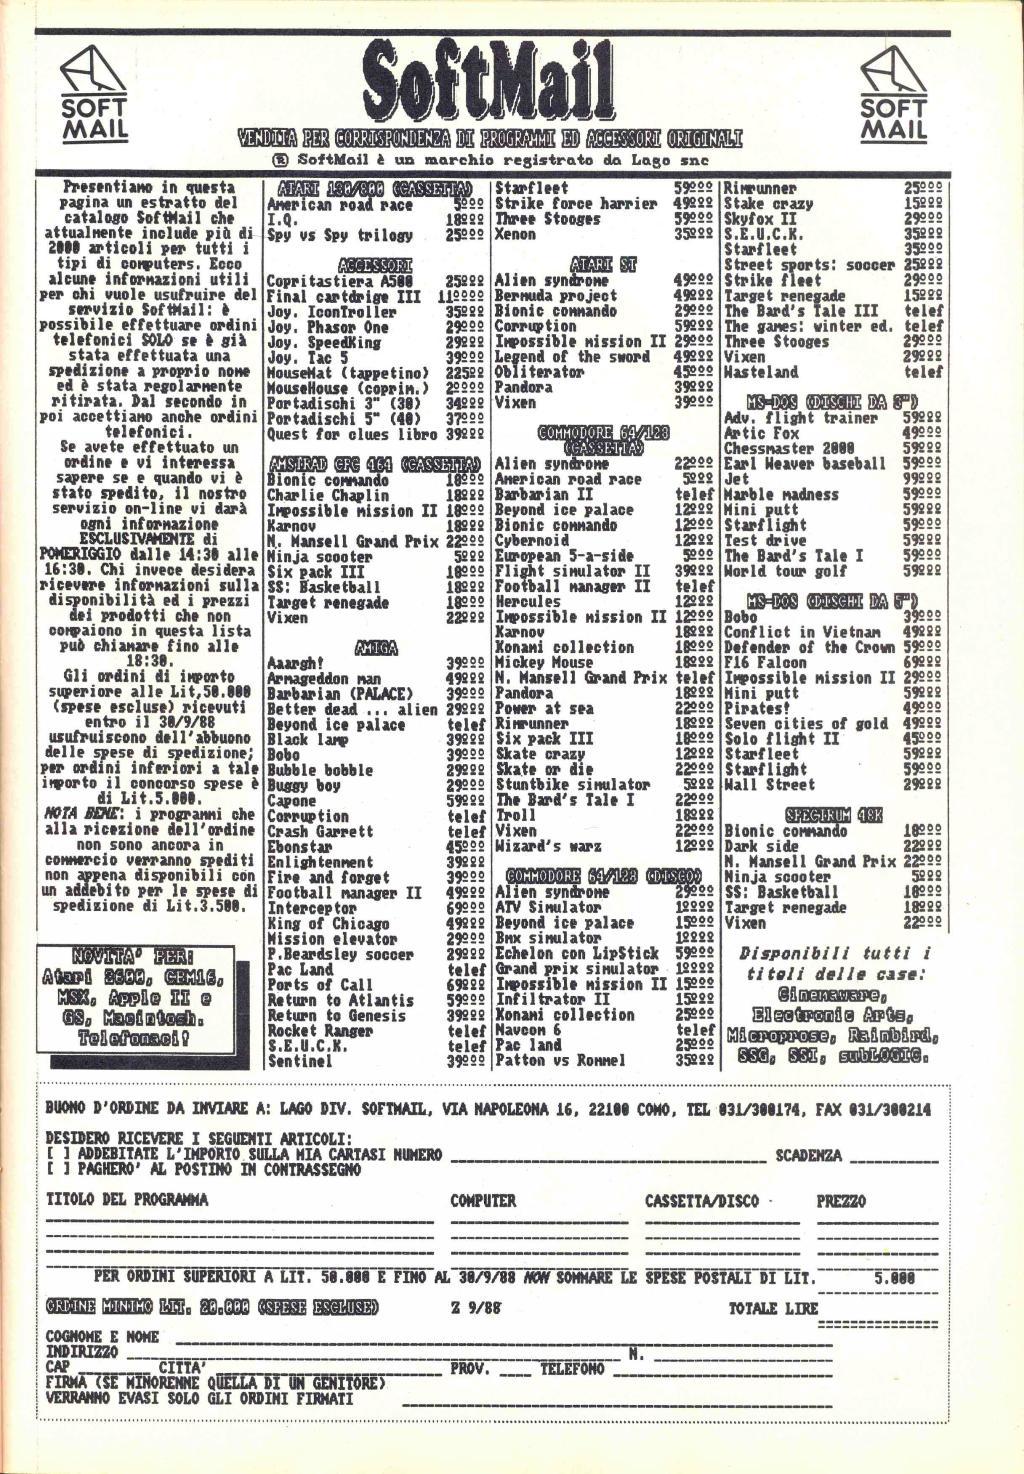 SOFT
MAIL
SoftMail
SOFT
MAIL
VENDITA PER CORRISPONDENZA DI PROGRAMMI ED ACCESSORI ORIGINALI
® SoftMail è un marchio registrato da Lago snc
Presentiamo in questa
pagina un estratto del
catalogo SoftMail che
attualmente include più di
2000 articoli per tutti i
tipi di computers. Ecco
alcune informazioni utili
per chi vuole usufruire del
servizio SoftMail: è
possibile effettuare ordini
telefonici SOLO se è già
stata effettuata una
spedizione a proprio nome
ed è stata regolarmente
ritirata. Dal secondo in
poi accettiamo anche ordini
telefonici.
Se avete effettuato un
ordine e vi interessa
sapere se e quando vi è
stato spedito, il nostro
servizio on-line vi darà
ogni informazione
ESCLUSIVAMENTE di
POMERIGGIO dalle 14:30 alle
16:30. Chi invece desidera
ricevere informazioni sulla
disponibilità ed i prezzi
dei prodotti che non
compaiono in questa lista
può chiamare fino alle
18:30.
Gli ordini di importo
superiore alle Lit,50.000
(spese escluse) ricevuti
entro il 30/9/88
usufruiscono dell'abbuono
delle spese di spedizione;
per ordini inferiori a tale
importo il concorso spese è
di Lit.5.000.
NOTA BENE: i programmi che
alla ricezione dell'ordine
non sono ancora in
commercio verranno spediti
non appena disponibili con
un addebito per le spese di
spedizione di Lit.3.500.
NOVITA' PER:
Atari 2600, CBM16,
MSX, Apple II e
GS, Macintosh.
Telefonaci!
ATARI 130/800 (CASSETTA)
American road race 5000
I.Q. 18000
Spy vs Spy trilogy 25000
ACCESSORI
Copritastiera A500 25000
Final cartdrige III 110000
Joy. IconTroller 35000
Joy. Phasor One 29000
Joy. SpeedKing 29000
Joy. Tac 5 39000
MouseMat (tappetino) 22500
MouseHouse (coprim.) 20000
Portadischi 3" (30) 34000
Portadischi 5" (40) 37000
Quest for clues libro 39000
AMSTRAD CPC 464 (CASSETTA)
Bionic commando 18000
Charlie Chaplin 18000
Impossible mission II 18000
Karnov 18000
N. Mansell Grand Prix 22000
Ninja scooter 5000
Six pack III 18000
SS: Basketball 18000
Target renegade 18000
Vixen 22000
AMIGA
Aaargh! 39000
Armageddon man 49000
Barbarian (PALACE) 39000
Better dead ... alien 29000
Beyond ice palace telef
Black lamp 39000
Bobo 39000
Bubble bobble 29000
Buggy boy 29000
Capone 59000
Corruption telef
Crash Garrett telef
Ebonstar 45000
Enlightenment 39000
Fire and forget 39000
Football manager II 49000
Interceptor 69000
King of Chicago 49000
Mission elevator 29000
P.Beardsley soccer 29000
Pac Land telef
Ports of Call 69000
Return to Atlantis 59000
Return to Genesis 39000
Rocket Ranger telef
S.E.U.C.K. telef
Sentinel 39000
Starfleet 59000
Strike force harrier 49000
Three Stooges 59000
Xenon 35000
ATARI ST
Alien syndrome 49000
Bermuda project 49000
Bionic commando 29000
Corruption 59000
Impossible mission II 29000
Legend of the sword 49000
Obliterator 45000
Pandora 39000
Vixen 39000
COMMODORE 64/128
(CASSETTA)
Alien syndrome 22000
American road race 5000
Barbarian II telef
Beyond ice palace 12000
Bionic commando 12000
Cybernoid 12000
European 5-a-side 5000
Flight simulator II 39000
Football manager II telef
Hercules 12000
Impossible mission II 12000
Karnov 18000
Konami collection 18000
Mickey Mouse 18000
N. Mansell Grand Prix telef
Pandora 18000
Power at sea 22000
Rimrunner 18000
Six pack III 18000
Skate crazy 12000
Skate or die 22000
Stuntbike simulator 5000
The Bard's Tale I 22000
Troll 18000
Vixen 22000
Wizard's warz 12000
COMMODORE 64/128 (DISCO)
Alien syndrome 29000
ATV Simulator 12000
Beyond ice palace 15000
Bmx simulator 12000
Echelon con LipStick 59000
Grand prix simulator 12000
Impossible mission II 15000
Infiltrator II 15000
Konami collection 25000
Navcom 6 telef
Pac land 25000
Patton vs Rommel 35000
Rimrunner 25000
Stake crazy 15000
Skyfox II 29000
S.E.U.C.K. 35000
Starfleet 35000
Street sports: soccer 25000
Strike fleet 29000
Target renegade 15000
The Bard's Tale III telef
The games: winter ed. telef
Three Stooges 29000
Vixen 29000
Wasteland telef
MS-DOS (DISCHI DA 3")
Adv. flight trainer 59000
Artic Fox 49000
Chessmaster 2000 59000
Earl Weaver baseball 59000
Jet 99000
Marble madness 59000
Mini putt 59000
Starflight 59000
Test drive 59000
The Bard's Tale I 59000
World tour golf 59000
MS-DOS (DISCHI DA 5")
Bobo 39000
Conflict in Vietnam 49000
Defender of the Crown 59000
F16 Falcon 69000
Impossible mission II 29000
Mini putt 59000
Pirates! 49000
Seven cities of gold 49000
Solo flight II 45000
Starfleet 59000
Starflight 59000
Wall Street 29000
SPECTRUM 48K
Bionic commando 18000
Dark side 22000
N. Mansell Grand Prix 22000
Ninja scooter 5000
SS: Basketball 18000
Target renegade 18000
Vixen 22000
Disponibili tutti i
titoli delle case:
Cinemaware,
Electronic Arts,
Microprose, Rainbird,
SSG, SSI, subLOGIC.
BUONO D'ORDINE DA INVIARE A: LAGO DIV. SOFTMAIL, VIA NAPOLEONA 16, 22100 COMO, TEL 031/300174, FAX 031/300214
DESIDERO RICEVERE I SEGUENTI ARTICOLI:
[ ] ADDEBITATE L'IMPORTO SULLA MIA CARTASI NUMERO SCADENZA
[ ] PAGHERO' AL POSTINO IN CONTRASSEGNO
TITOLO DEL PROGRAMMA COMPUTER CASSETTA/DISCO PREZZO
PER ORDINI SUPERIORI A LIT. 50.000 E FINO AL 30/9/88 NON SOMMARE LE SPESE POSTALI DI LIT. 5.000
ORDINE MINIMO LIT. 20.000 (SPESE ESCLUSE) Z 9/88 TOTALE LIRE
COGNOME E NOME
INDIRIZZO N.
CAP CITTA' PROV. TELEFONO
FIRMA (SE MINORENNE QUELLA DI UN GENITORE)
VERRANNO EVASI SOLO GLI ORDINI FIRMATI